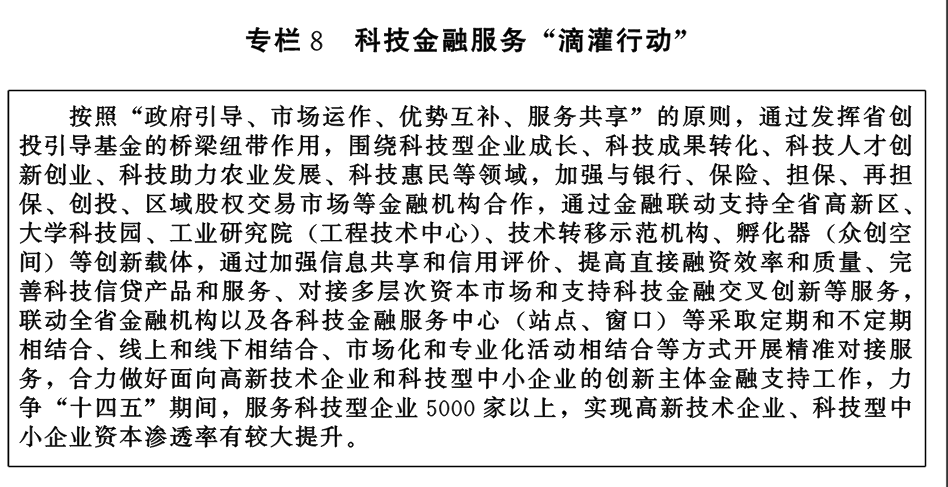 专栏 8 科技金融服务“滴灌行动”
按照“政府引导、市场运作、优势互补、服务共享”的原则，通过发挥省创
投引导基金的桥梁纽带作用，围绕科技型企业成长、科技成果转化、科技人才创
新创业、科技助力农业发展、科技惠民等领域，加强与银行、保险、担保、再担
保、创投、区域股权交易市场等金融机构合作，通过金融联动支持全省高新区、
大学科技园、工业研究院（工程技术中心）、技术转移示范机构、孵化器（众创空
间）等创新载体，通过加强信息共享和信用评价、提高直接融资效率和质量、完
善科技信贷产品和服务、对接多层次资本市场和支持科技金融交叉创新等服务，
联动全省金融机构以及各科技金融服务中心（站点、窗口）等采取定期和不定期
相结合、线上和线下相结合、市场化和专业化活动相结合等方式开展精准对接服
务，合力做好面向高新技术企业和科技型中小企业的创新主体金融支持工作，力
争“十四五”期间，服务科技型企业 5000 家以上，实现高新技术企业、科技型中
小企业资本渗透率有较大提升。